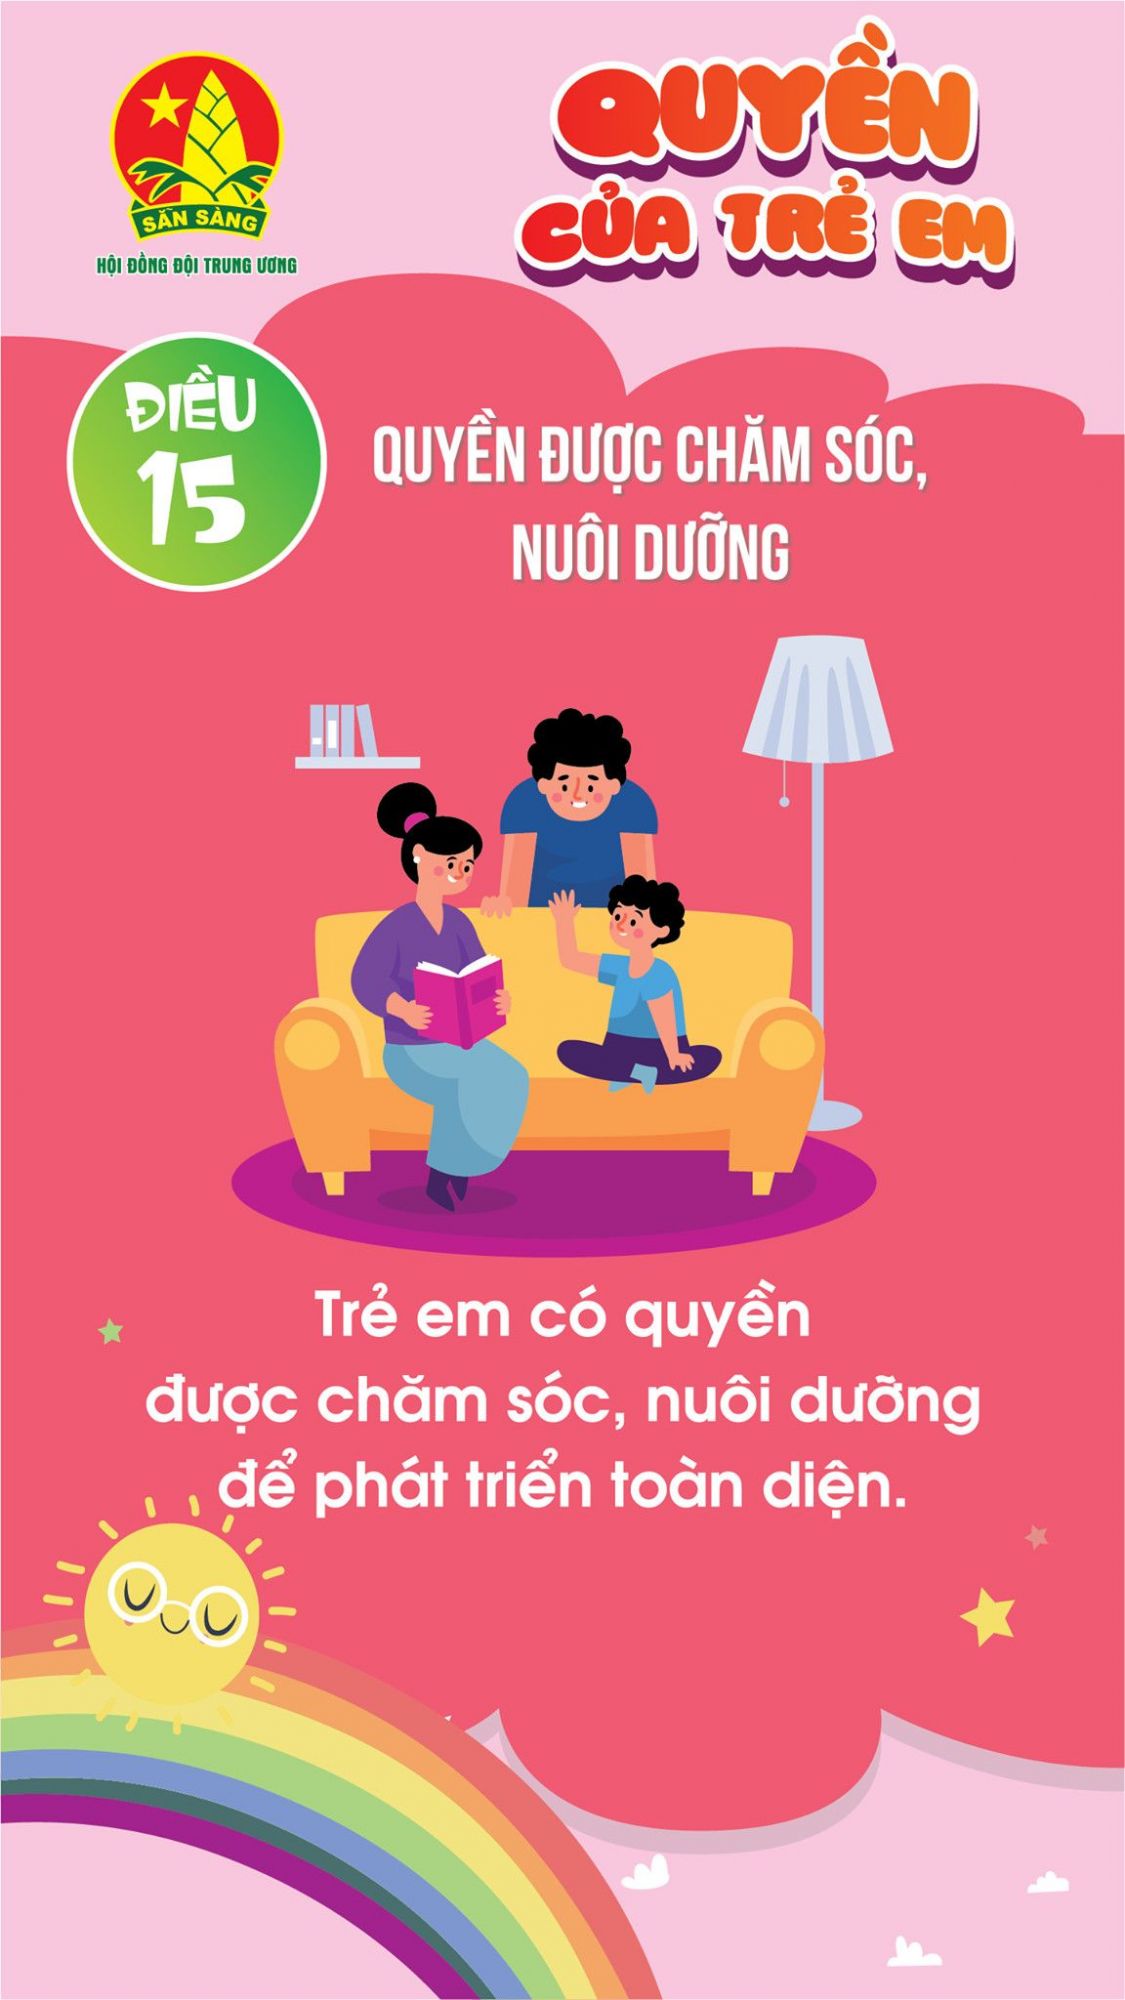 SẴN SÀNG
HỘI ĐỒNG ĐỘI TRUNG ƯƠNG
QUYỀN
CỦA TRẺ EM
ĐIỀU
15
QUYỀN ĐƯỢC CHĂM SÓC,
NUÔI DƯỠNG
Trẻ em có quyền
được chăm sóc, nuôi dưỡng
để phát triển toàn diện.